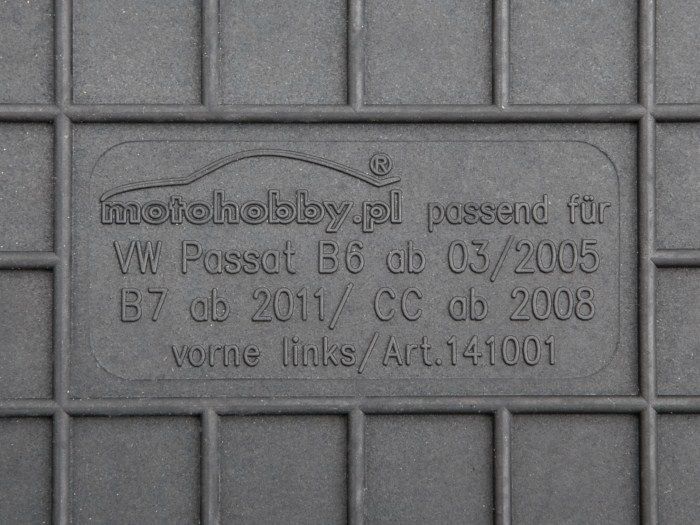 motohobby.pl® passend für
VW Passat B6 ab 03/2005
B7 ab 2011/ CC ab 2008
vorne links/Art.141001